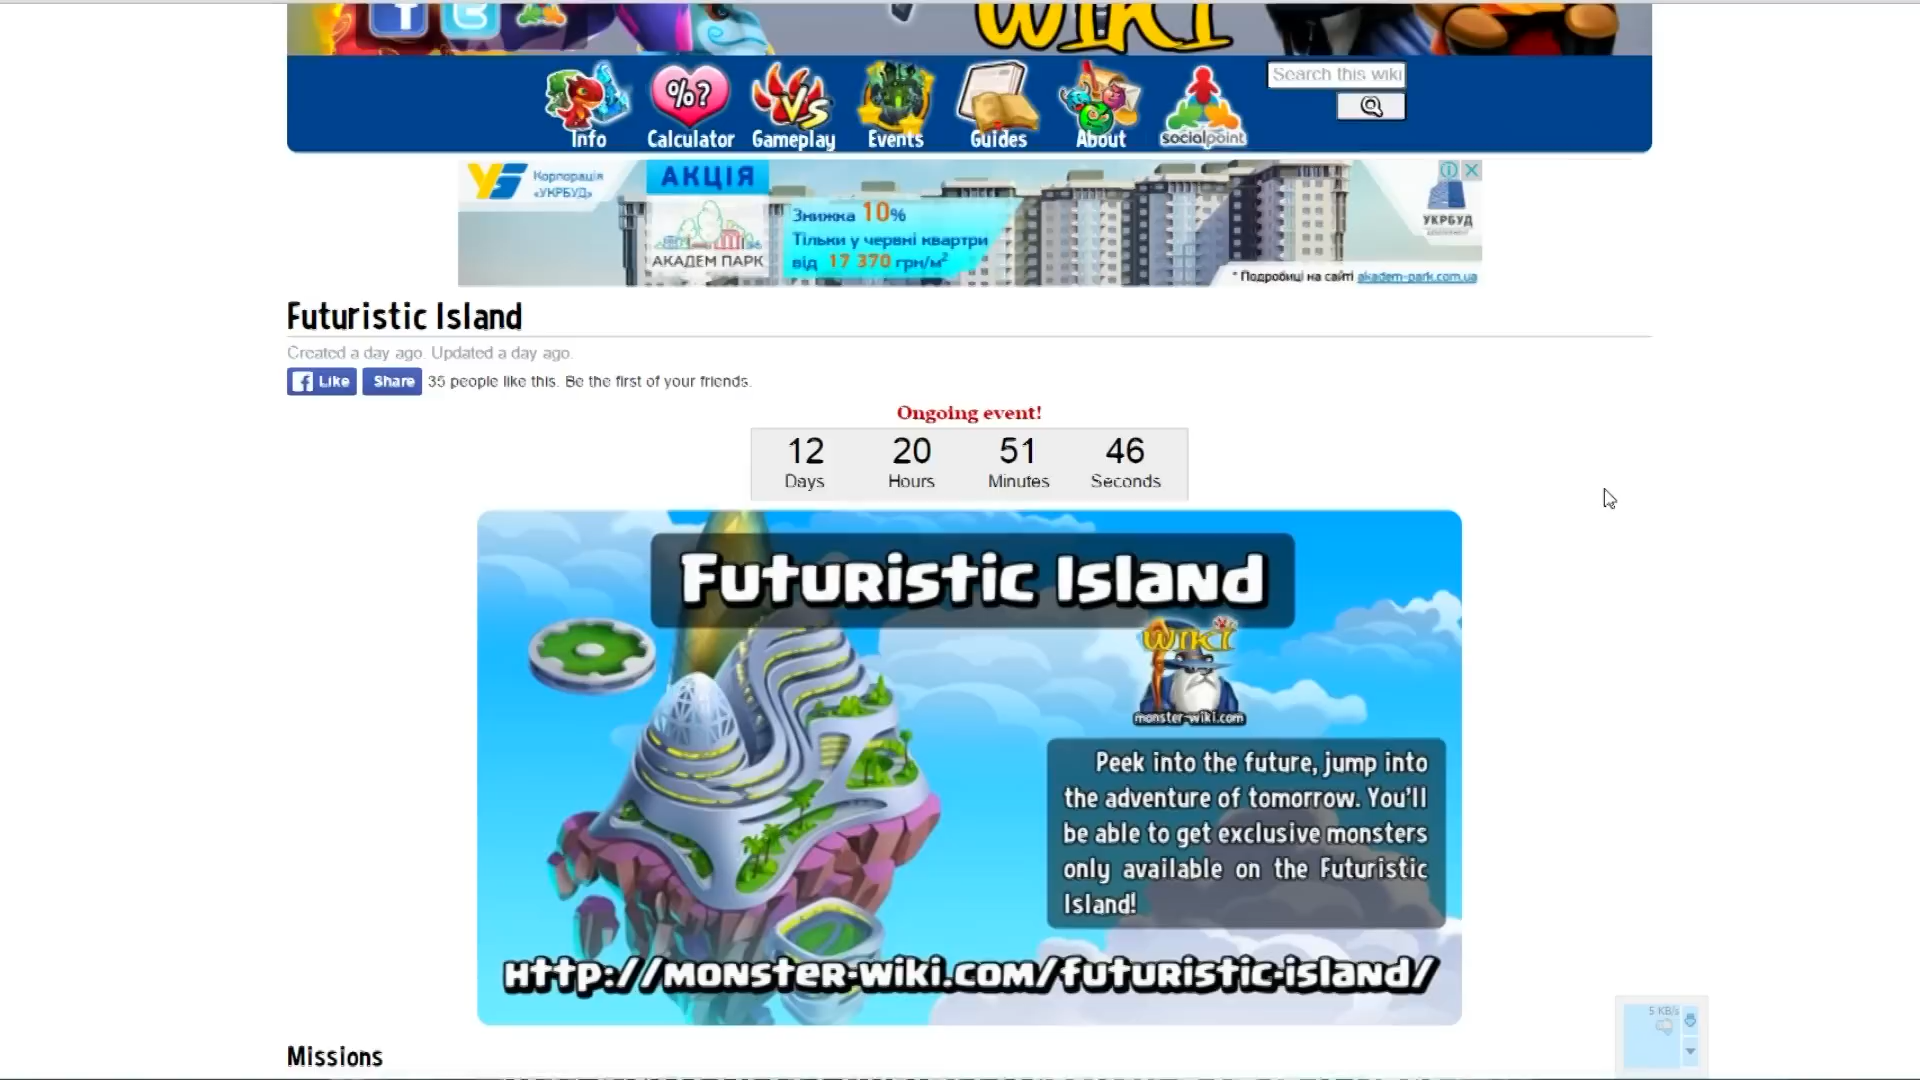 WIKI
Info
%?
Calculator
VS
Gameplay
Events
Guides
About
socialpoint
Search this wiki
Корпорація
«УКРБУД»
АКЦІЯ
АКАДЕМ ПАРК
Знижка 10%
Тільки у червні квартири
від 17 370 грн/м²
УКРБУД
* Подробиці на сайті akadem-park.com.ua
Futuristic Island
Created a day ago. Updated a day ago.
Like Share 35 people like this. Be the first of your friends.
Ongoing event!
12 20 51 46
Days Hours Minutes Seconds
Futuristic Island
WIKI
monster-wiki.com
Peek into the future, jump into
the adventure of tomorrow. You'll
be able to get exclusive monsters
only available on the Futuristic
Island!
http://monster-wiki.com/futuristic-island/
5 KB/s
Missions